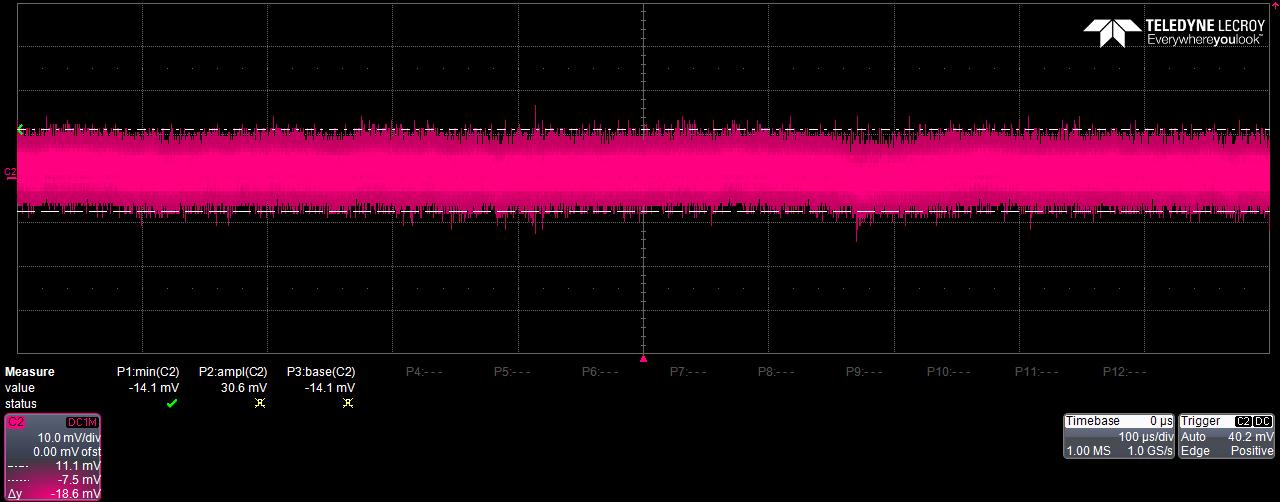 TELEDYNE LECROY
Everywhereyoulook™
C2
Measure P1:min(C2) P2:ampl(C2) P3:base(C2) P4:--- P5:--- P6:--- P7:--- P8:--- P9:--- P10:--- P11:--- P12:---
value -14.1 mV 30.6 mV -14.1 mV
status
C2 DC1M
10.0 mV/div
0.00 mV ofst
11.1 mV
-7.5 mV
Δy -18.6 mV
Timebase 0 µs
100 µs/div
1.00 MS 1.0 GS/s
Trigger C2 DC
Auto 40.2 mV
Edge Positive